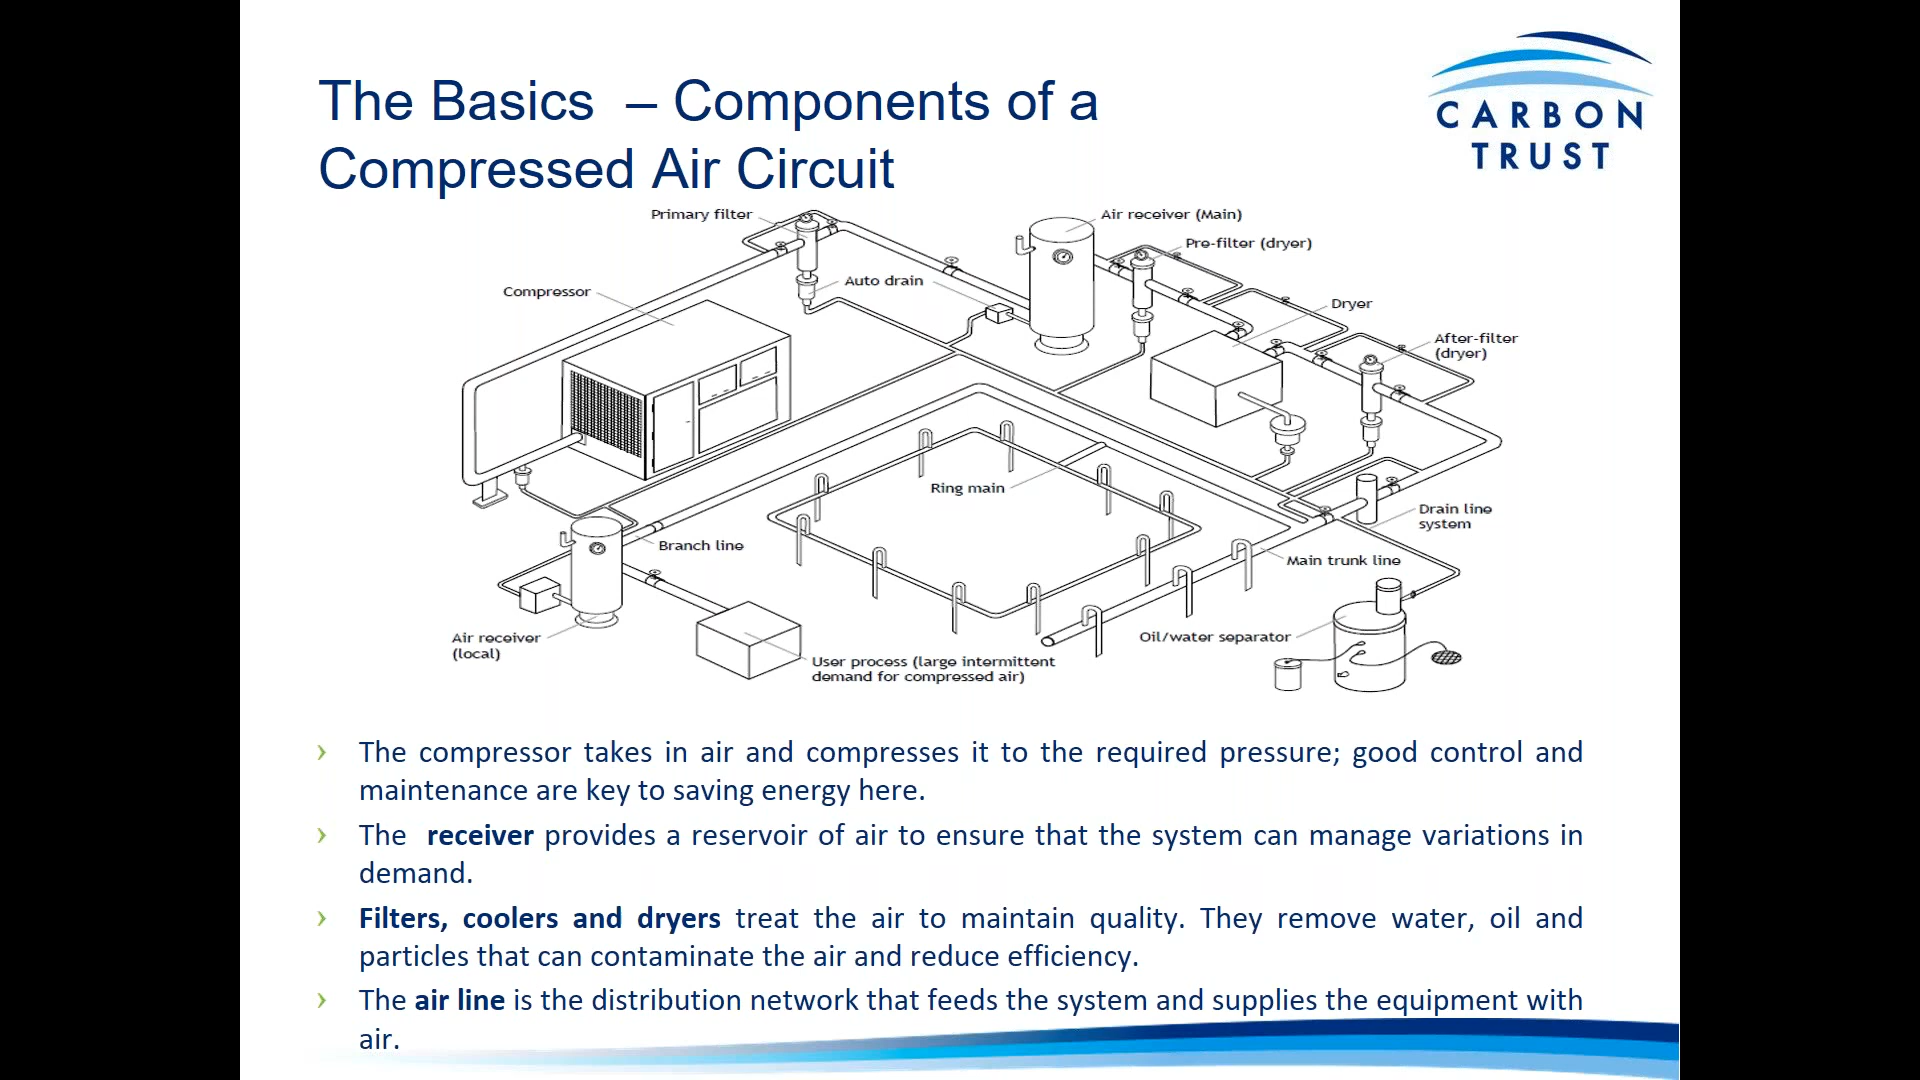 The Basics – Components of a
Compressed Air Circuit
CARBON
TRUST
Primary filter
Air receiver (Main)
Pre-filter (dryer)
Auto drain
Compressor
Dryer
After-filter
(dryer)
Ring main
Drain line
system
Branch line
Main trunk line
Air receiver
(local)
Oil/water separator
User process (large intermittent
demand for compressed air)
› The compressor takes in air and compresses it to the required pressure; good control and
maintenance are key to saving energy here.
› The receiver provides a reservoir of air to ensure that the system can manage variations in
demand.
› Filters, coolers and dryers treat the air to maintain quality. They remove water, oil and
particles that can contaminate the air and reduce efficiency.
› The air line is the distribution network that feeds the system and supplies the equipment with
air.